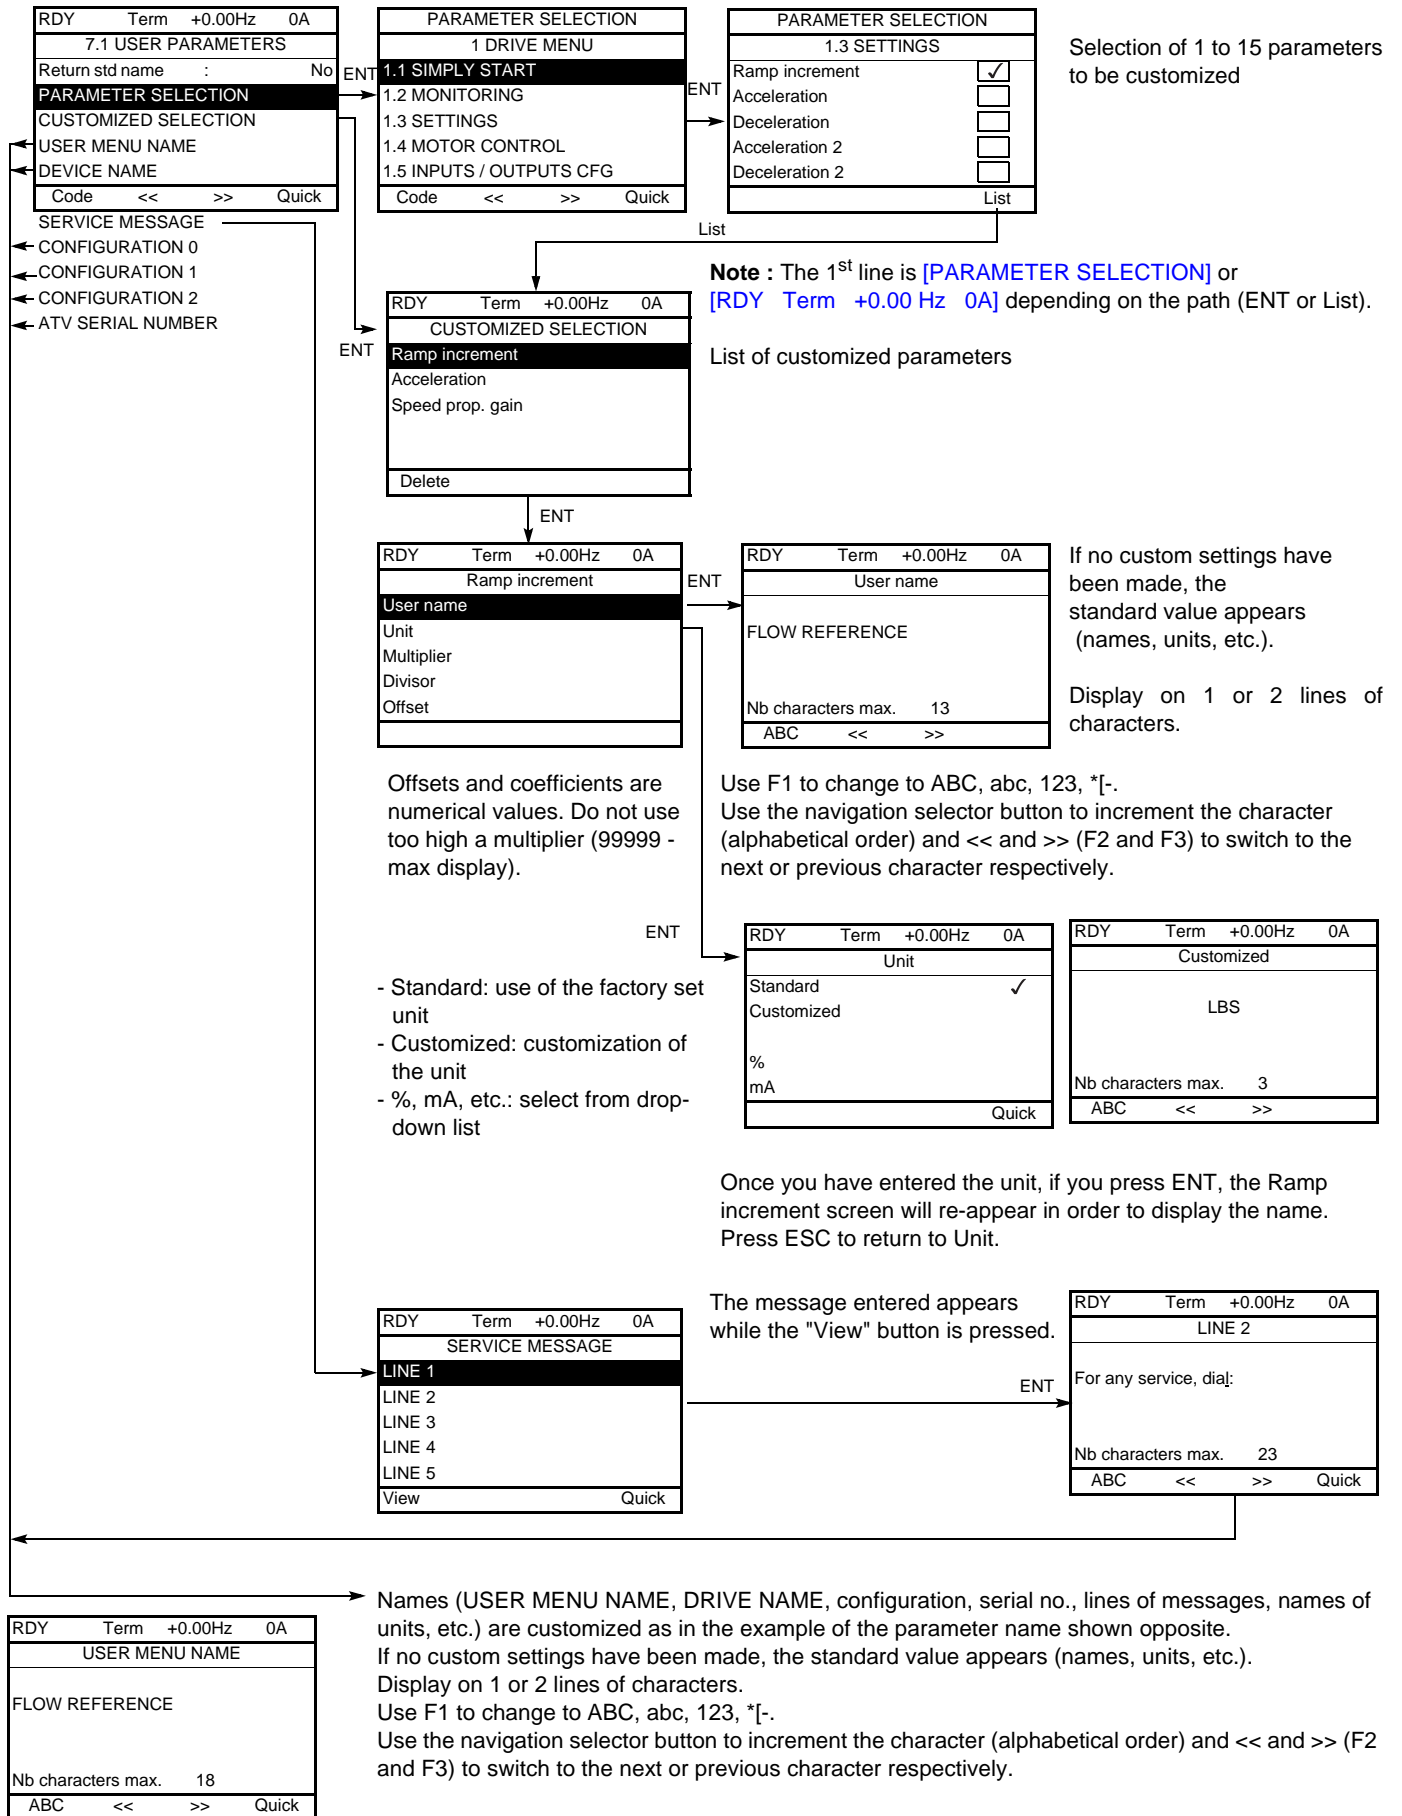 RDY Term +0.00Hz 0A
7.1 USER PARAMETERS
Return std name : No
PARAMETER SELECTION
CUSTOMIZED SELECTION
USER MENU NAME
DEVICE NAME
Code << >> Quick
SERVICE MESSAGE
CONFIGURATION 0
CONFIGURATION 1
CONFIGURATION 2
ATV SERIAL NUMBER
ENT
PARAMETER SELECTION
1 DRIVE MENU
1.1 SIMPLY START
1.2 MONITORING
1.3 SETTINGS
1.4 MOTOR CONTROL
1.5 INPUTS / OUTPUTS CFG
Code << >> Quick
ENT
PARAMETER SELECTION
1.3 SETTINGS
Ramp increment ✓
Acceleration
Deceleration
Acceleration 2
Deceleration 2
List
Selection of 1 to 15 parameters
to be customized
List
Note : The 1st line is [PARAMETER SELECTION] or
[RDY Term +0.00 Hz 0A] depending on the path (ENT or List).
ENT
RDY Term +0.00Hz 0A
CUSTOMIZED SELECTION
Ramp increment
Acceleration
Speed prop. gain
Delete
List of customized parameters
ENT
RDY Term +0.00Hz 0A
Ramp increment
User name
Unit
Multiplier
Divisor
Offset
ENT
RDY Term +0.00Hz 0A
User name
FLOW REFERENCE
Nb characters max. 13
ABC << >>
If no custom settings have
been made, the
standard value appears
(names, units, etc.).
Display on 1 or 2 lines of
characters.
Offsets and coefficients are
numerical values. Do not use
too high a multiplier (99999 -
max display).
Use F1 to change to ABC, abc, 123, *[-.
Use the navigation selector button to increment the character
(alphabetical order) and << and >> (F2 and F3) to switch to the
next or previous character respectively.
ENT
- Standard: use of the factory set
unit
- Customized: customization of
the unit
- %, mA, etc.: select from drop-
down list
RDY Term +0.00Hz 0A
Unit
Standard ✓
Customized
%
mA
Quick
RDY Term +0.00Hz 0A
Customized
LBS
Nb characters max. 3
ABC << >>
Once you have entered the unit, if you press ENT, the Ramp
increment screen will re-appear in order to display the name.
Press ESC to return to Unit.
RDY Term +0.00Hz 0A
SERVICE MESSAGE
LINE 1
LINE 2
LINE 3
LINE 4
LINE 5
View Quick
The message entered appears
while the "View" button is pressed.
ENT
RDY Term +0.00Hz 0A
LINE 2
For any service, dial:
Nb characters max. 23
ABC << >> Quick
RDY Term +0.00Hz 0A
USER MENU NAME
FLOW REFERENCE
Nb characters max. 18
ABC << >> Quick
Names (USER MENU NAME, DRIVE NAME, configuration, serial no., lines of messages, names of
units, etc.) are customized as in the example of the parameter name shown opposite.
If no custom settings have been made, the standard value appears (names, units, etc.).
Display on 1 or 2 lines of characters.
Use F1 to change to ABC, abc, 123, *[-.
Use the navigation selector button to increment the character (alphabetical order) and << and >> (F2
and F3) to switch to the next or previous character respectively.